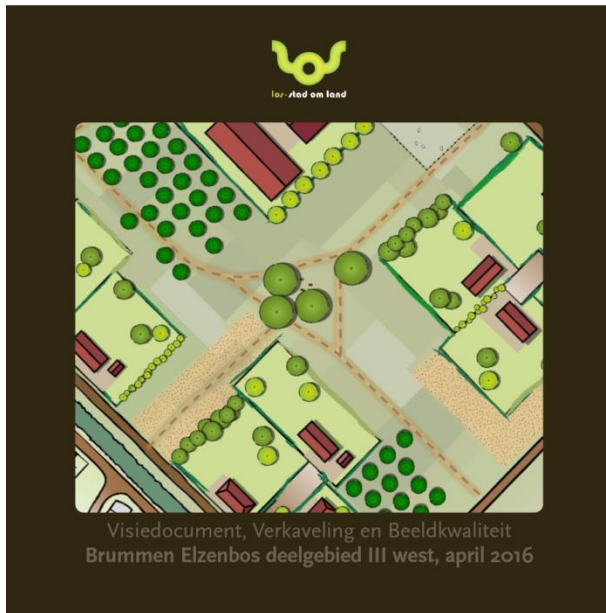 los-stad om land
Visiedocument, Verkaveling en Beeldkwaliteit
Brummen Elzenbos deelgebied III west, april 2016